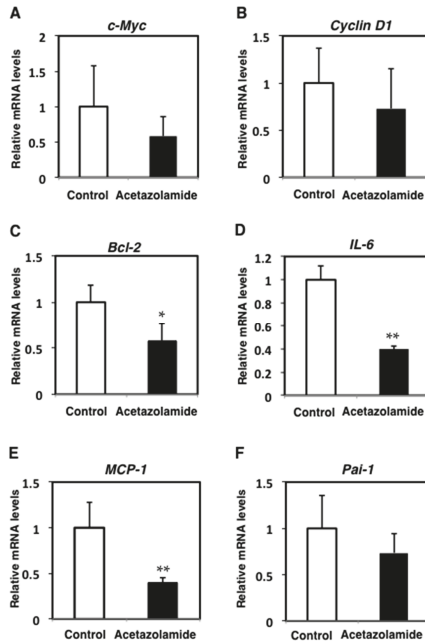 A
c-Myc
Relative mRNA levels
2
1.5
1
0.5
0
Control Acetazolamide
B
Cyclin D1
Relative mRNA levels
1.5
1
0.5
0
Control Acetazolamide
C
Bcl-2
Relative mRNA levels
1.5
1
0.5
0
*
Control Acetazolamide
D
IL-6
Relative mRNA levels
1.2
1
0.8
0.6
0.4
0.2
0
**
Control Acetazolamide
E
MCP-1
Relative mRNA levels
1.5
1
0.5
0
**
Control Acetazolamide
F
Pai-1
Relative mRNA levels
1.5
1
0.5
0
Control Acetazolamide